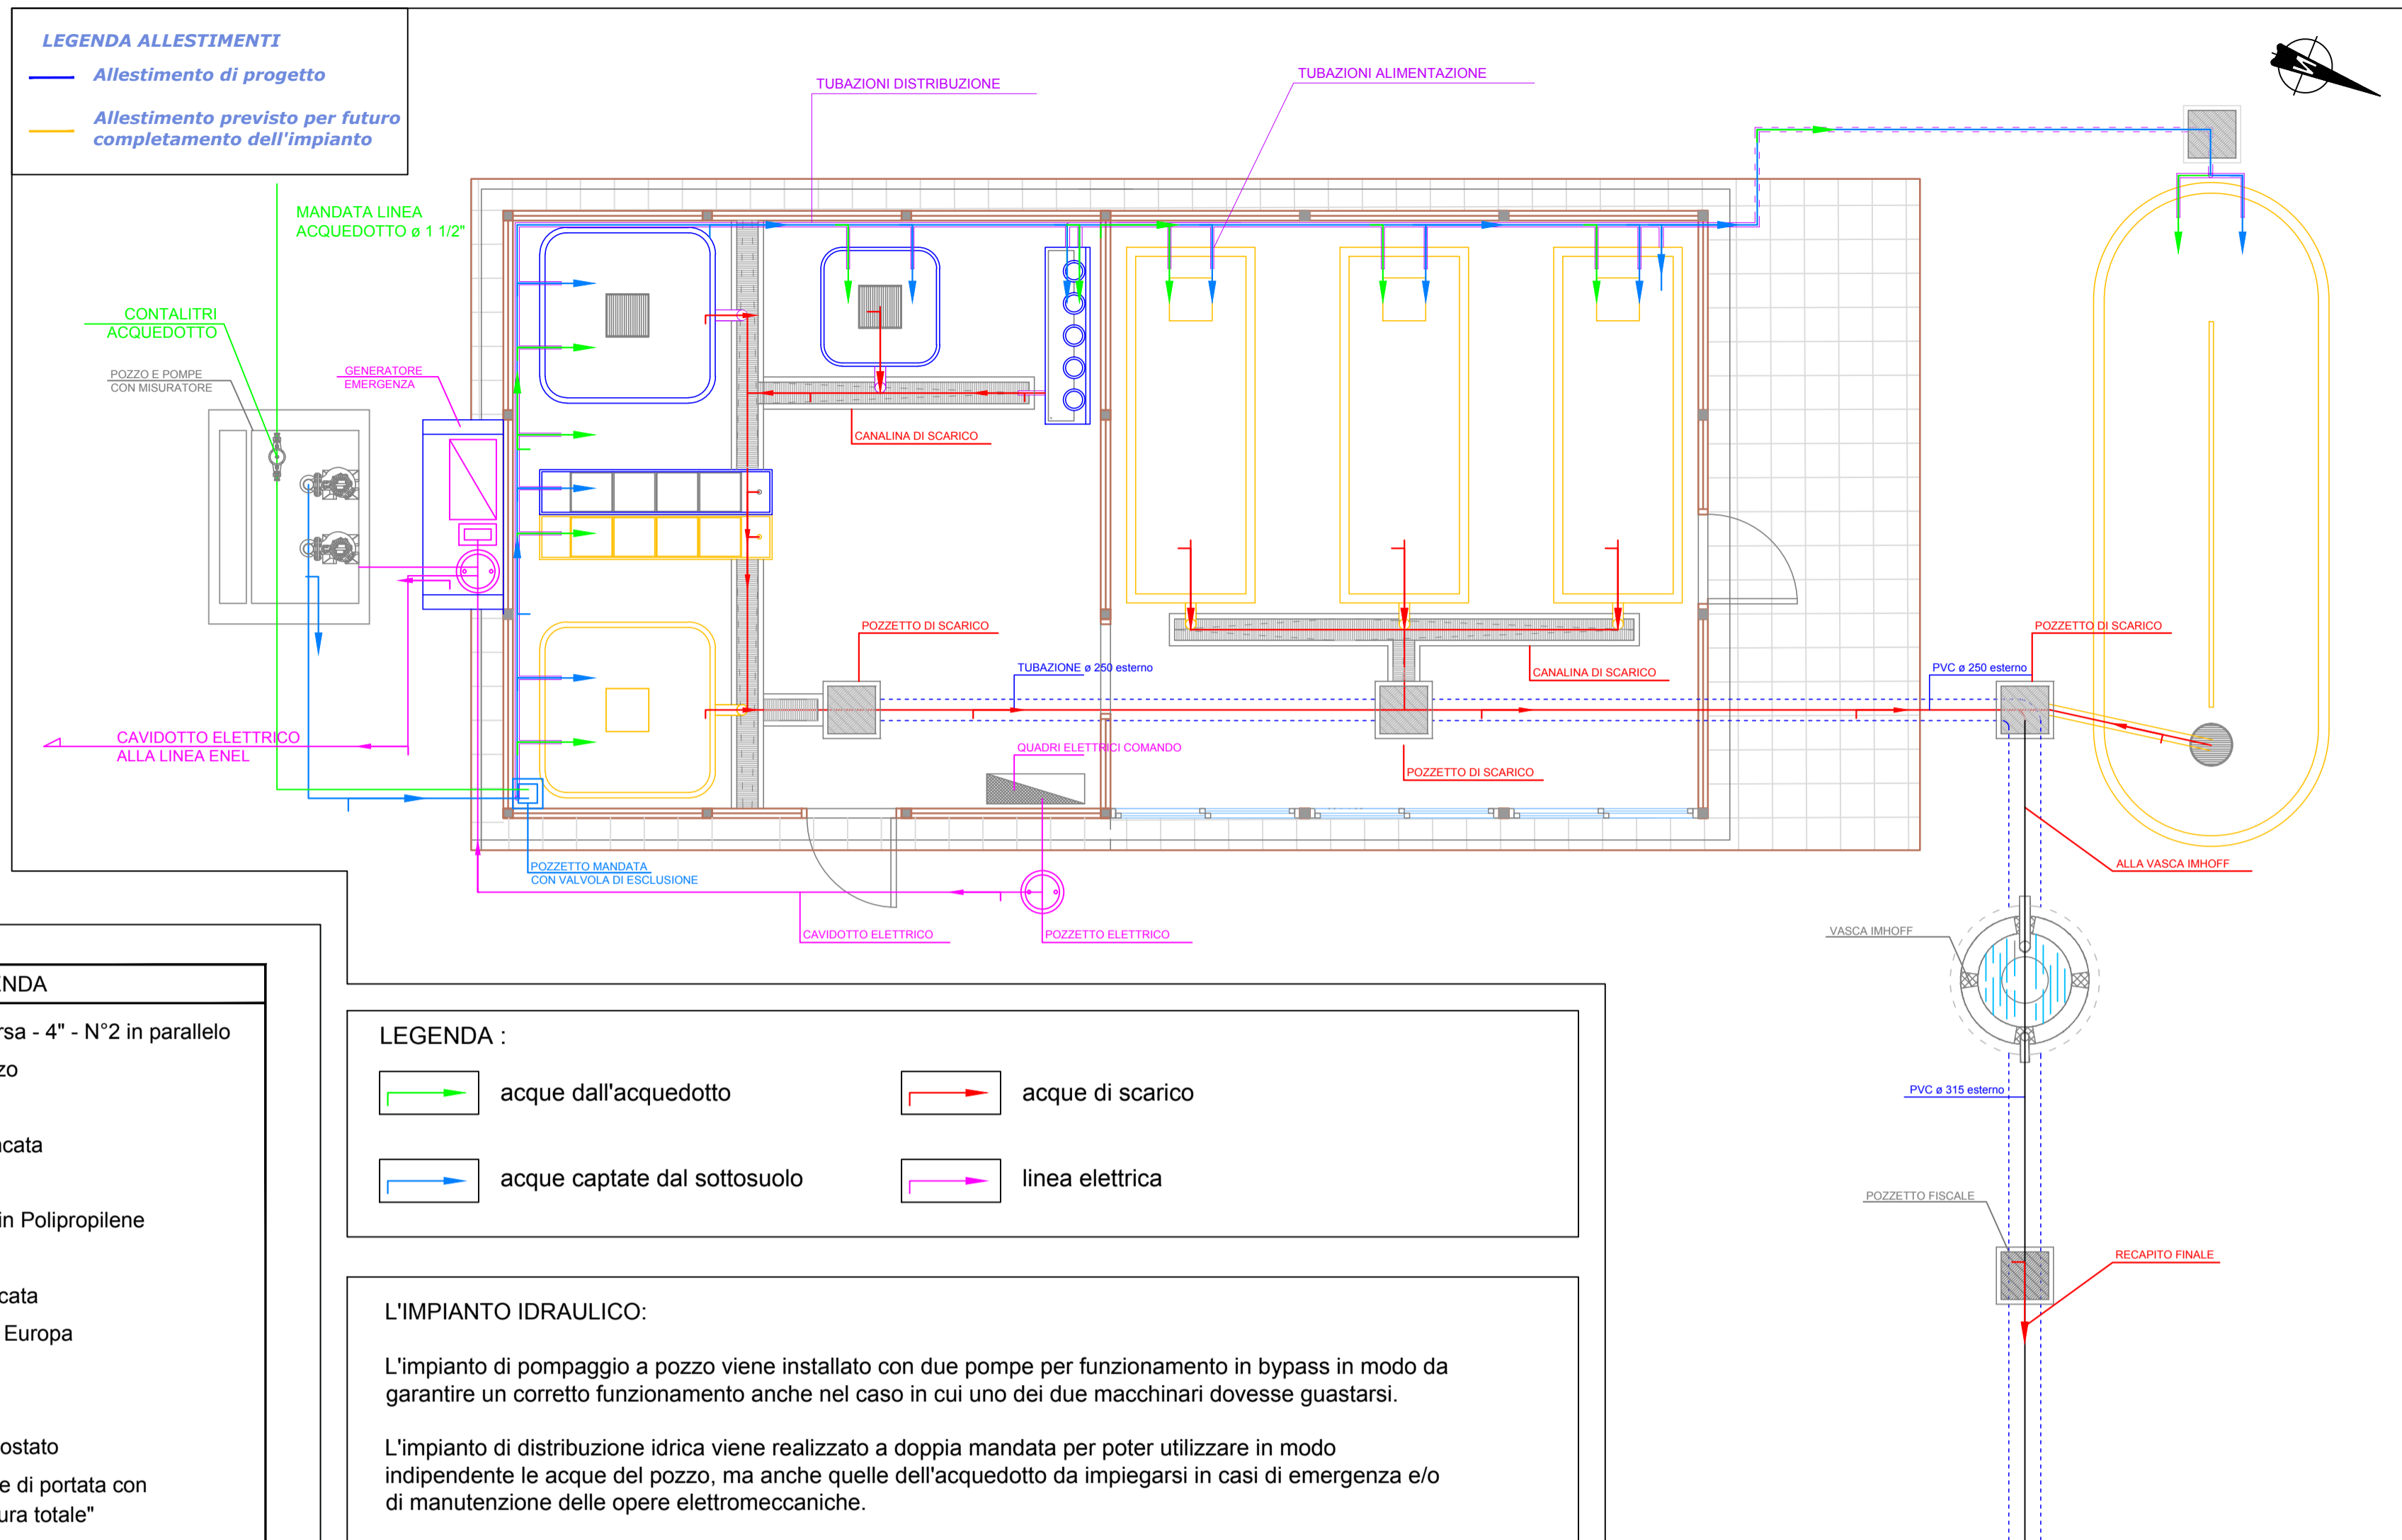 LEGENDA ALLESTIMENTI
Allestimento di progetto
Allestimento previsto per futuro
completamento dell'impianto
TUBAZIONI DISTRIBUZIONE
TUBAZIONI ALIMENTAZIONE
N
MANDATA LINEA
ACQUEDOTTO ø 1 1/2"
CONTALITRI
ACQUEDOTTO
POZZO E POMPE
CON MISURATORE
GENERATORE
EMERGENZA
CANALINA DI SCARICO
POZZETTO DI SCARICO
TUBAZIONE ø 250 esterno
CANALINA DI SCARICO
POZZETTO DI SCARICO
PVC ø 250 esterno
CAVIDOTTO ELETTRICO
ALLA LINEA ENEL
QUADRI ELETTRICI COMANDO
POZZETTO DI SCARICO
POZZETTO MANDATA
CON VALVOLA DI ESCLUSIONE
ALLA VASCA IMHOFF
CAVIDOTTO ELETTRICO
POZZETTO ELETTRICO
VASCA IMHOFF
PVC ø 315 esterno
POZZETTO FISCALE
RECAPITO FINALE
ENDA
rsa - 4" - N°2 in parallelo
zo
cata
in Polipropilene
cata
Europa
ostato
e di portata con
ura totale"
LEGENDA :
acque dall'acquedotto
acque di scarico
acque captate dal sottosuolo
linea elettrica
L'IMPIANTO IDRAULICO:
L'impianto di pompaggio a pozzo viene installato con due pompe per funzionamento in bypass in modo da
garantire un corretto funzionamento anche nel caso in cui uno dei due macchinari dovesse guastarsi.
L'impianto di distribuzione idrica viene realizzato a doppia mandata per poter utilizzare in modo
indipendente le acque del pozzo, ma anche quelle dell'acquedotto da impiegarsi in casi di emergenza e/o
di manutenzione delle opere elettromeccaniche.